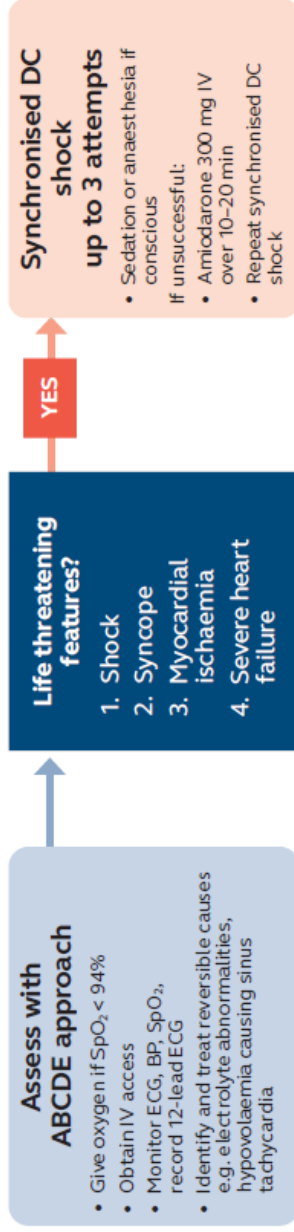 Assess with
ABCDE approach
• Give oxygen if SpO₂ < 94%
• Obtain IV access
• Monitor ECG, BP, SpO₂,
record 12-lead ECG
• Identify and treat reversible causes
e.g. electrolyte abnormalities,
hypovolaemia causing sinus
tachycardia
Life threatening
features?
1. Shock
2. Syncope
3. Myocardial
ischaemia
4. Severe heart
failure
YES
Synchronised DC
shock
up to 3 attempts
• Sedation or anaesthesia if
conscious
If unsuccessful:
• Amiodarone 300 mg IV
over 10–20 min
• Repeat synchronised DC
shock